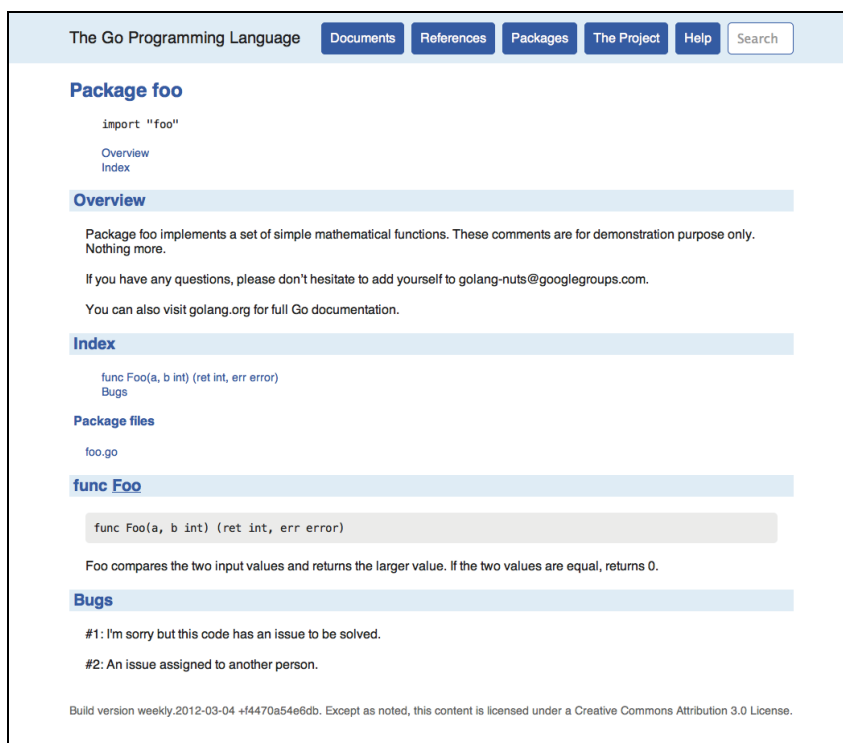 The Go Programming Language
Documents
References
Packages
The Project
Help
Search
Package foo
import "foo"
Overview
Index
Overview
Package foo implements a set of simple mathematical functions. These comments are for demonstration purpose only.
Nothing more.
If you have any questions, please don't hesitate to add yourself to golang-nuts@googlegroups.com.
You can also visit golang.org for full Go documentation.
Index
func Foo(a, b int) (ret int, err error)
Bugs
Package files
foo.go
func Foo
func Foo(a, b int) (ret int, err error)
Foo compares the two input values and returns the larger value. If the two values are equal, returns 0.
Bugs
#1: I'm sorry but this code has an issue to be solved.
#2: An issue assigned to another person.
Build version weekly.2012-03-04 +f4470a54e6db. Except as noted, this content is licensed under a Creative Commons Attribution 3.0 License.